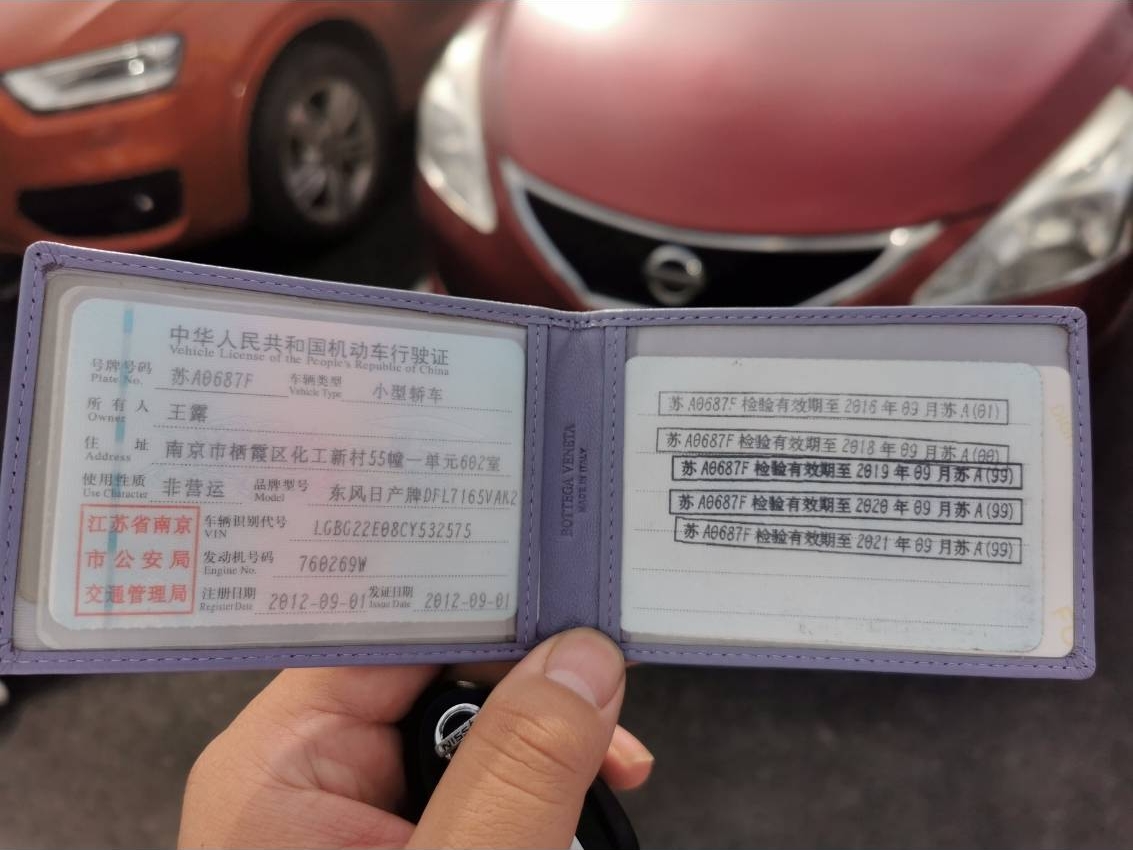 中华人民共和国机动车行驶证
Vehicle License of the People's Republic of China
号牌号码 苏A0687F 车辆类型 小型轿车
Plate No. Vehicle Type
所有人 王露
Owner
住址 南京市栖霞区化工新村55幢一单元602室
Address
使用性质 非营运 品牌型号 东风日产牌DFL7165VAK2
Use Character Model
江苏省南京
市公安局
交通管理局
车辆识别代号 LGBG22E08CY532575
VIN
发动机号码 760269W
Engine No.
注册日期 2012-09-01 发证日期 2012-09-01
Register Date Issue Date
BOTTEGA VENETA
MADE IN ITALY
苏A0687F 检验有效期至 2016年09月苏A(01)
苏A0687F 检验有效期至 2018年09月苏A(00)
苏A0687F 检验有效期至 2019年09月苏A(99)
苏A0687F 检验有效期至 2020年09月苏A(99)
苏A0687F 检验有效期至 2021年09月苏A(99)
NISSAN